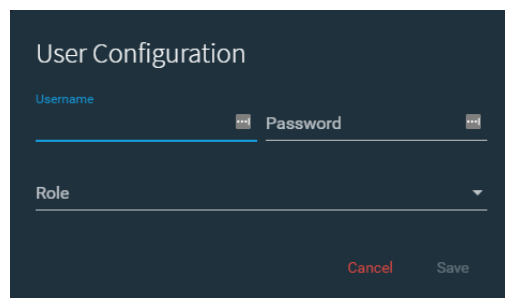 User Configuration
Username
Password
Role
Cancel Save